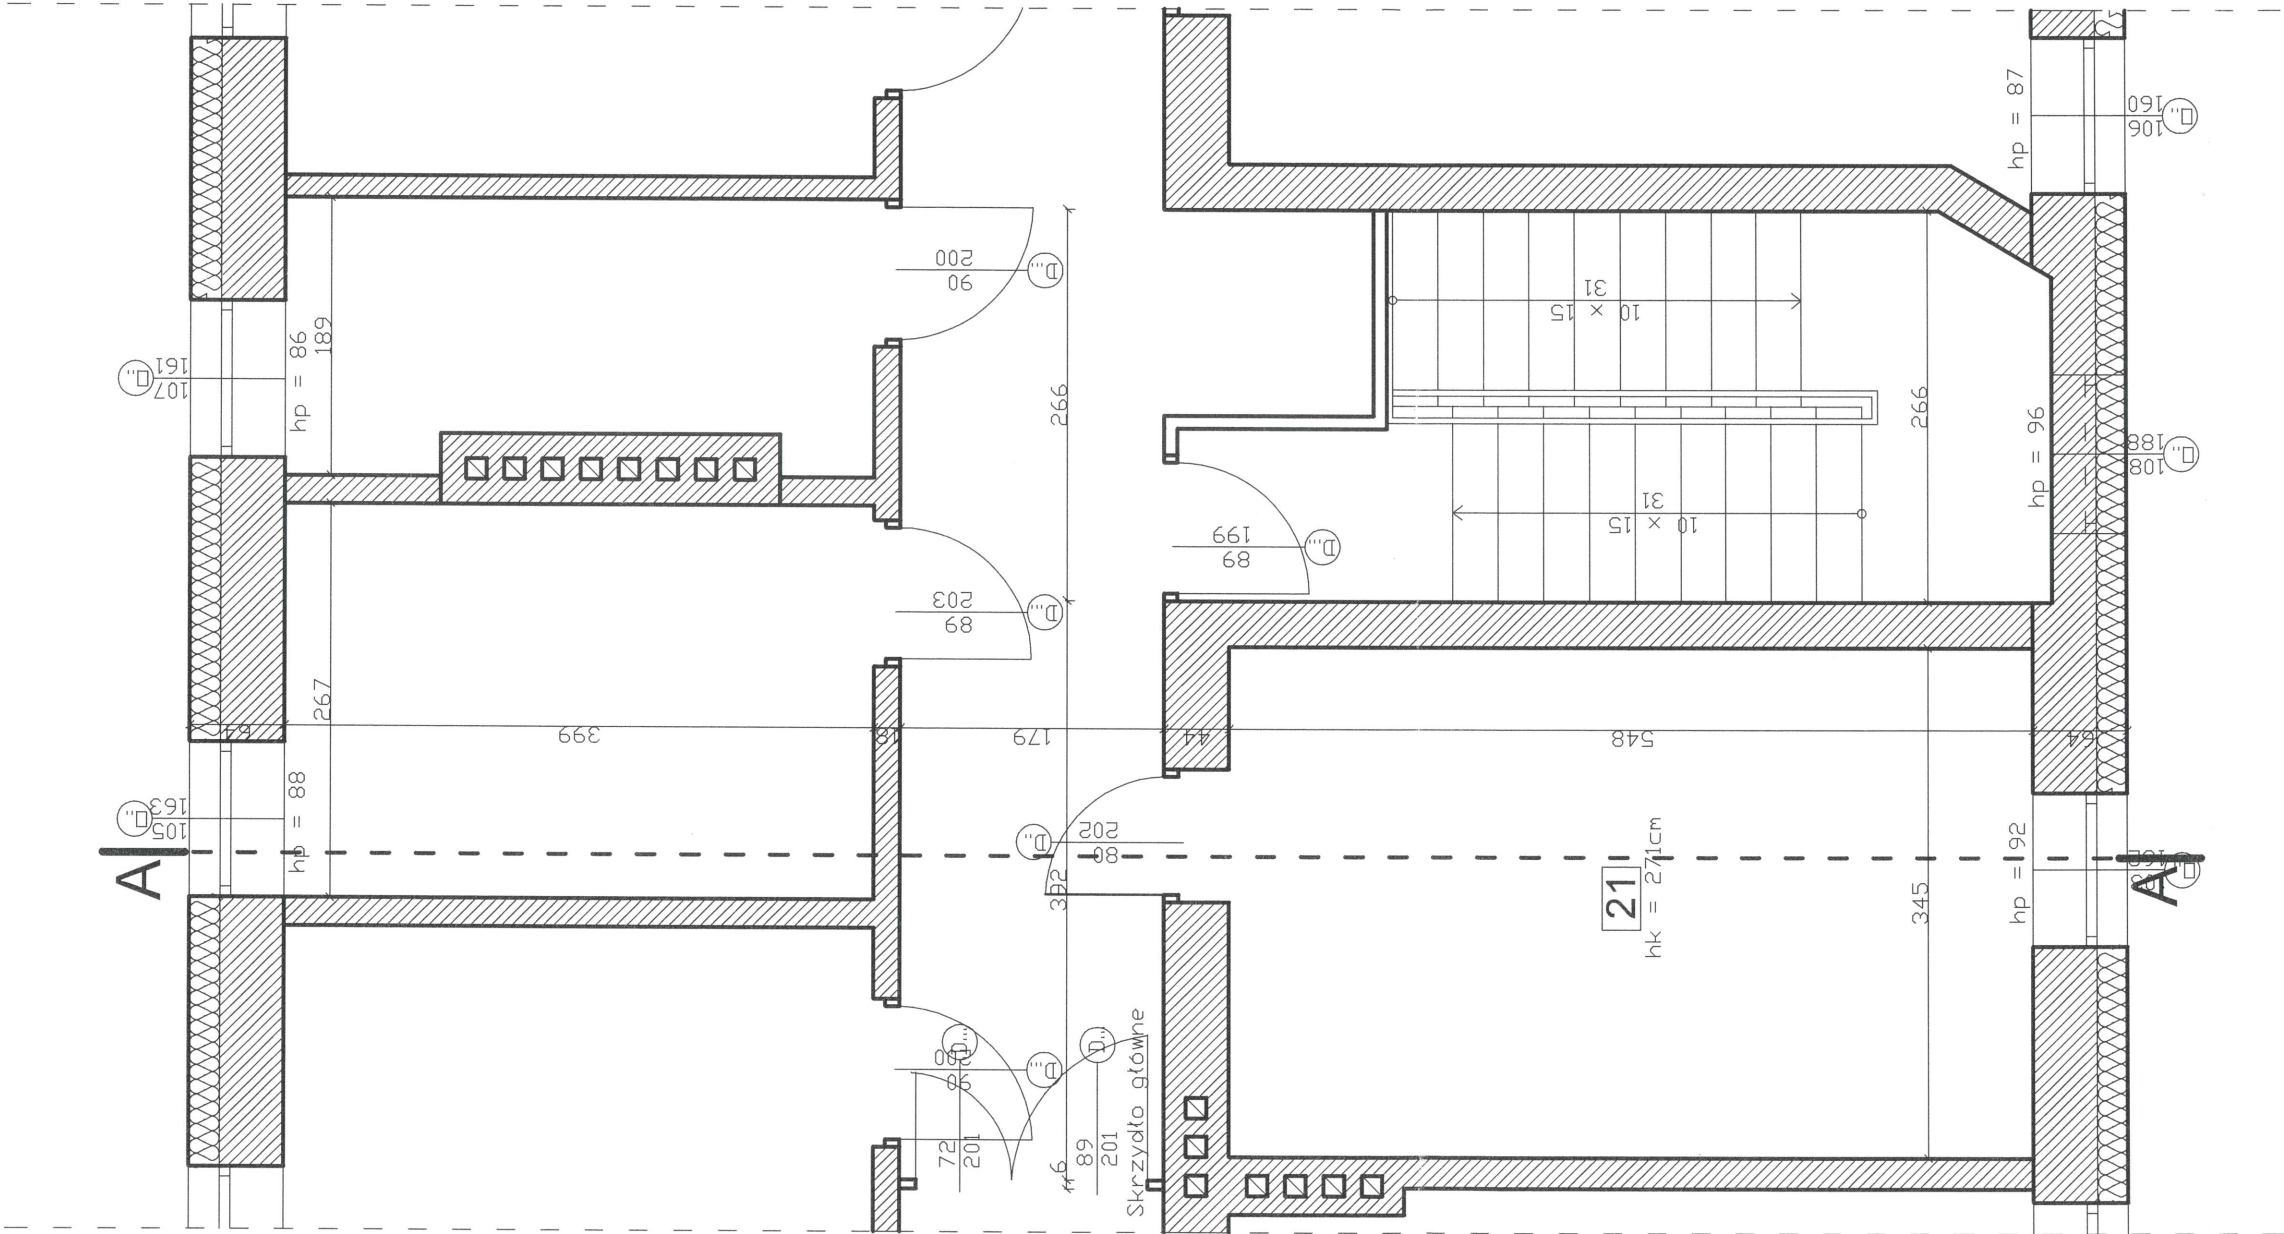 hp = 87
160
106
D...
200
90
D...
10 x 15
31
hp = 86
189
161
107
D...
266
266
hp = 96
188
108
D...
10 x 15
31
199
89
D...
203
89
D...
267
64
399
18
179
44
548
64
163
105
D...
hp = 88
D...
202
80
A
A
392
21
hk = 271cm
345
hp = 92
D...
D...
D...
200
90
D...
72
201
6
89
201
Skrzydło główne